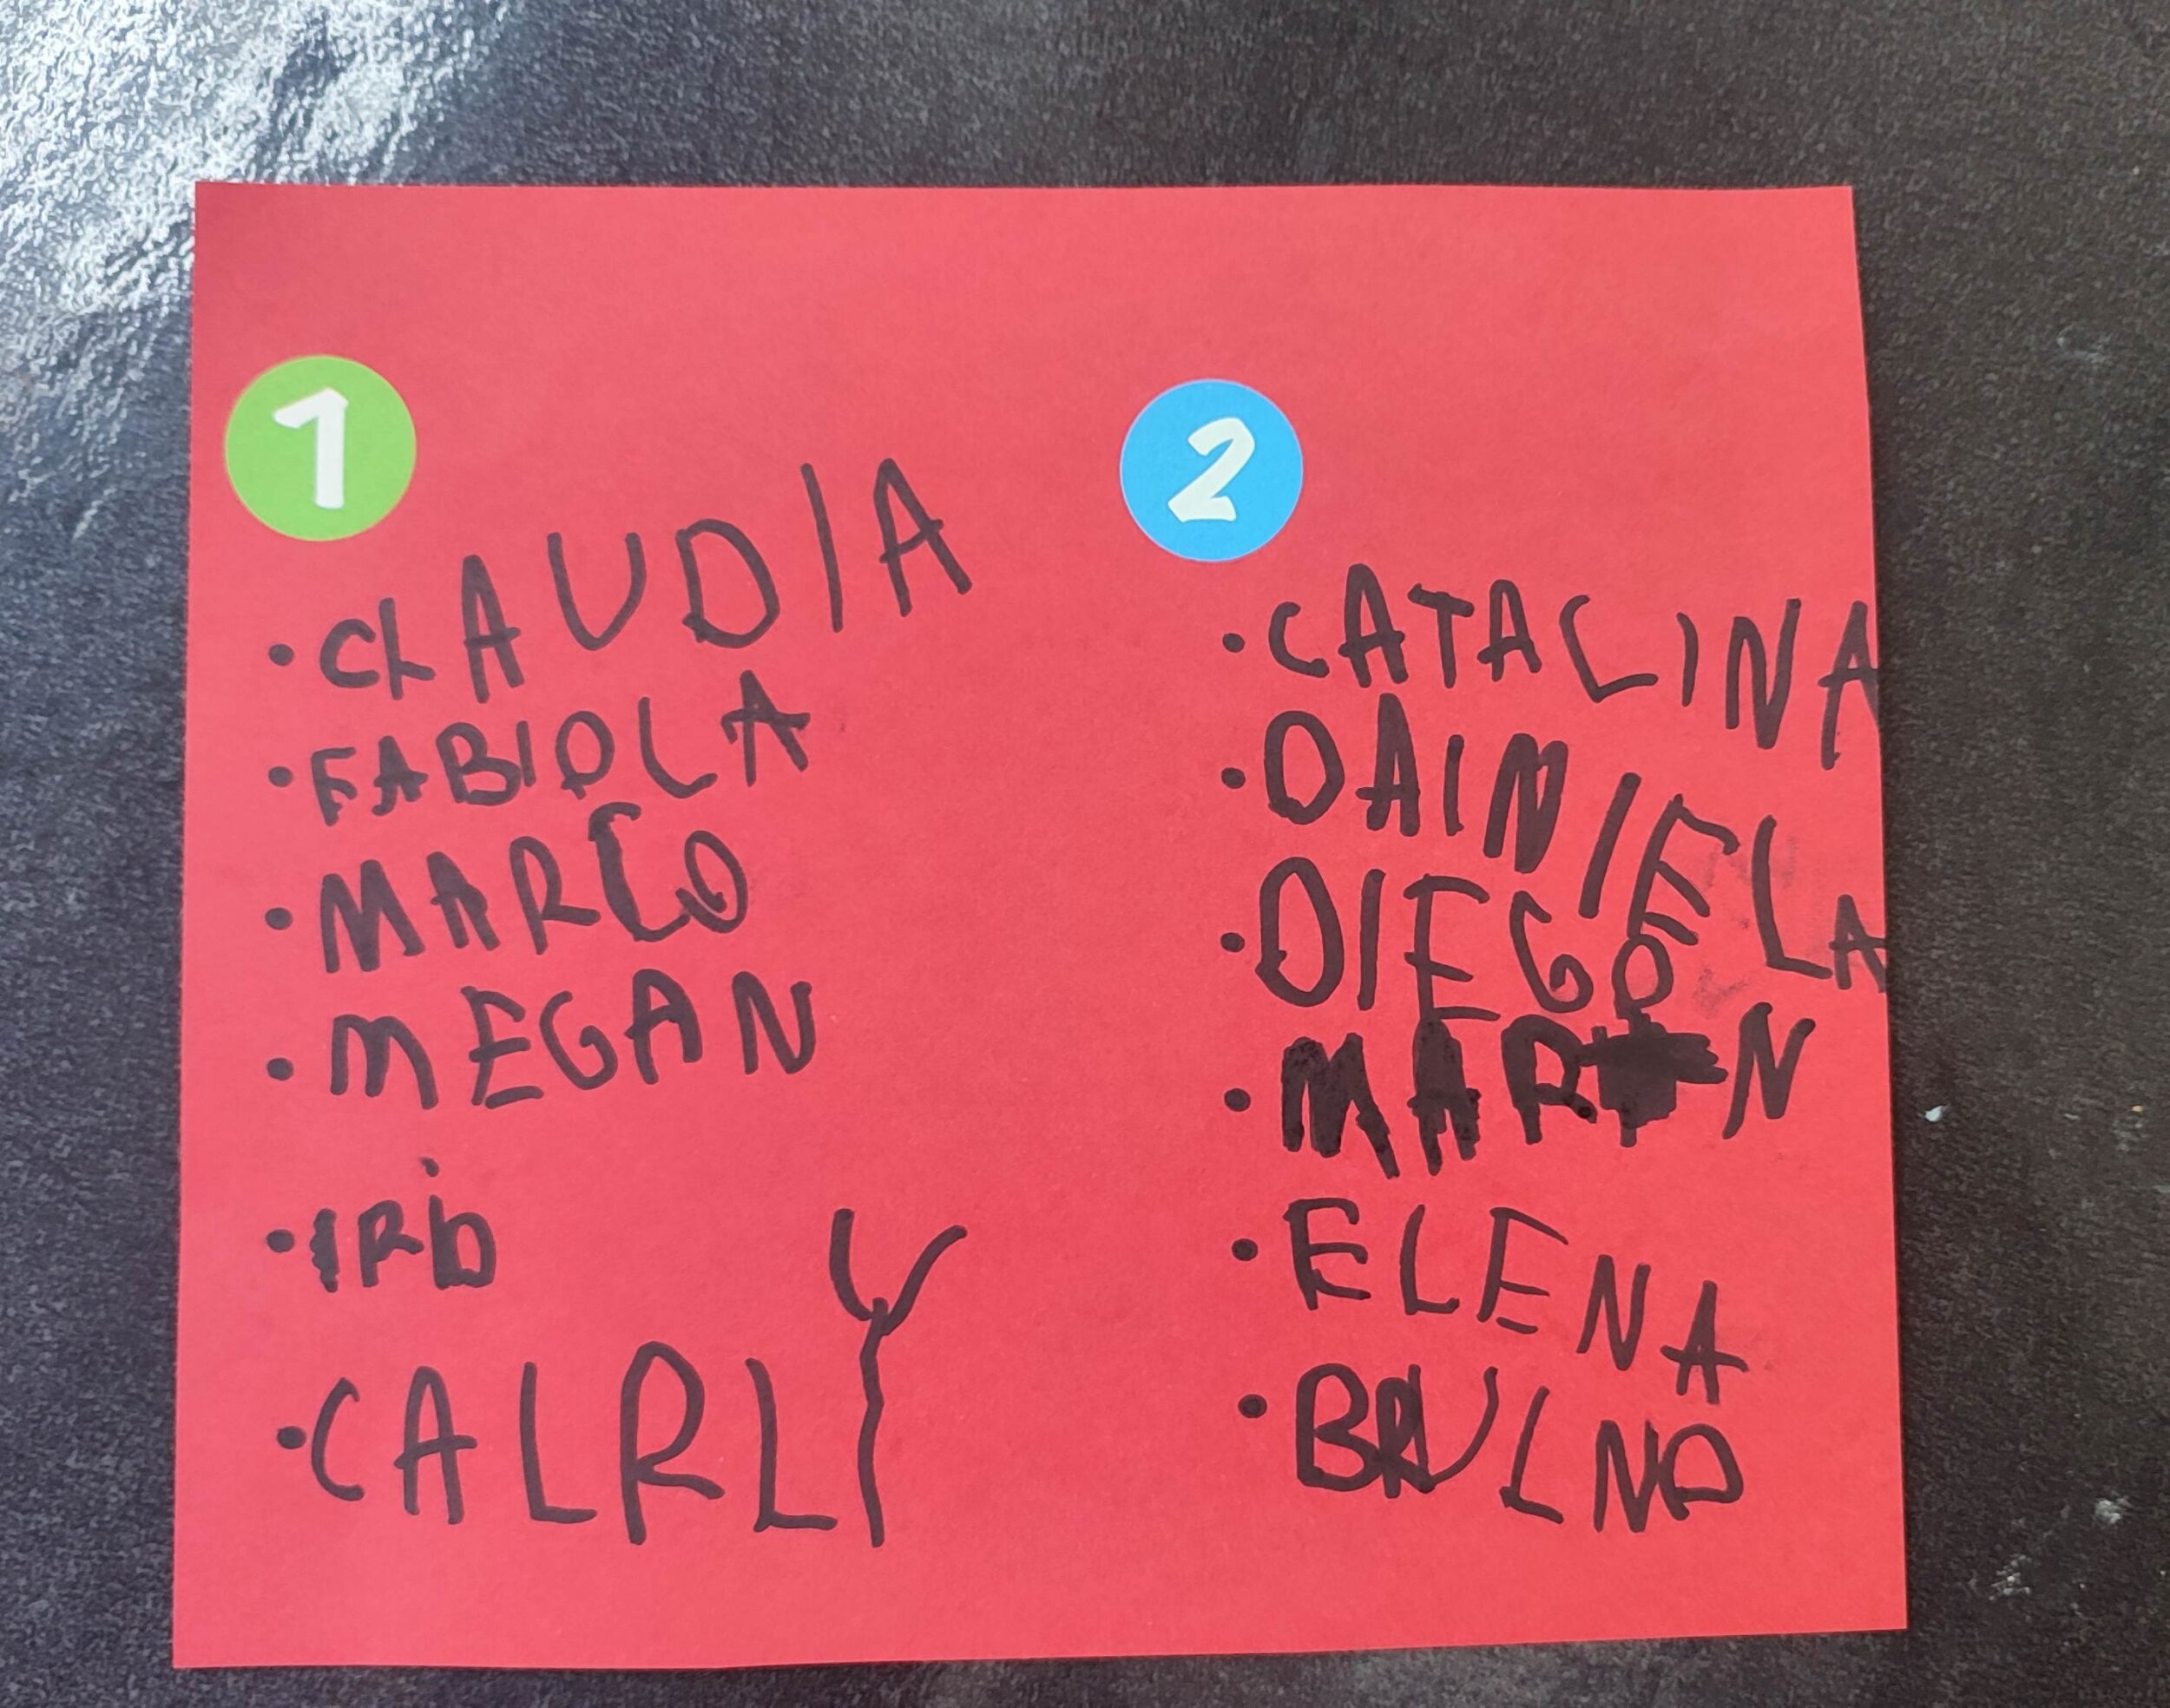 1
· CLAUDIA
· FABIOLA
· MARCO
· MEGAN
·
· CALRLY
2
· CATALINA
· DAINIELA
· DIEGO
·
· ELENA
· BRULNO